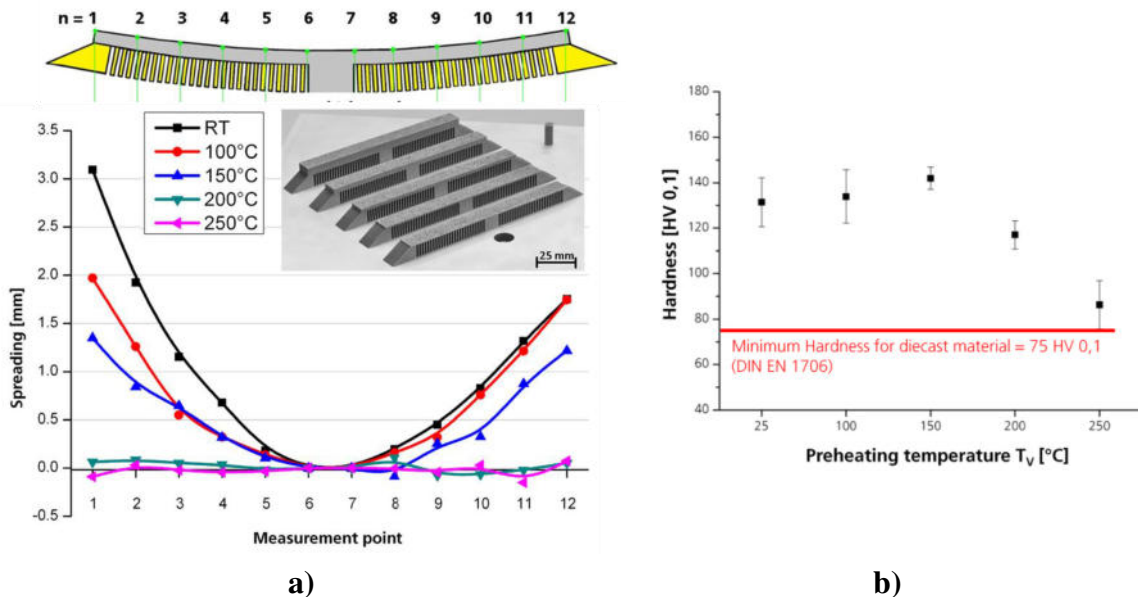 n = 1 2 3 4 5 6 7 8 9 10 11 12
3.5
3.0
2.5
2.0
1.5
1.0
0.5
0.0
-0.5
Spreading [mm]
RT
100°C
150°C
200°C
250°C
25 mm
1 2 3 4 5 6 7 8 9 10 11 12
Measurement point
a)
180
160
140
120
100
80
60
40
Hardness [HV 0,1]
Minimum Hardness for diecast material = 75 HV 0,1
(DIN EN 1706)
25 100 150 200 250
Preheating temperature TV [°C]
b)